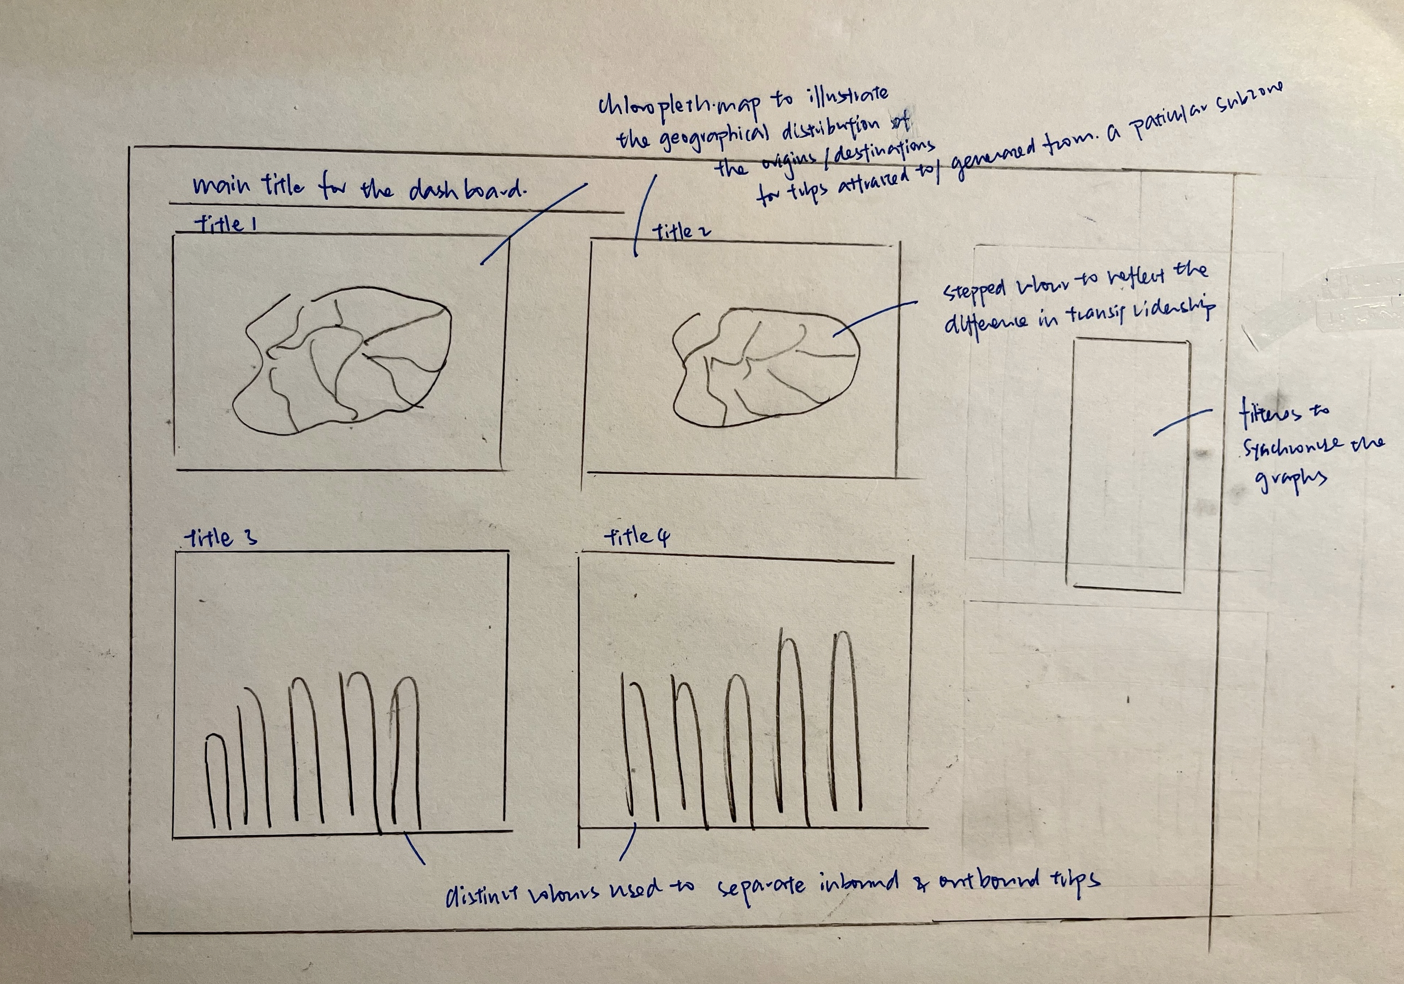 chloropleth map to illustrate
the geographical distribution of
the origins / destinations
for trips attracted to/ generated from a paticular subzone
main title for the dashboard.
title 1
title 2
stepped colour to reflect the
difference in transit ridership
filteres to
synchronize the
graphs
title 3
title 4
distinct colours used to separate inbound & outbound trips